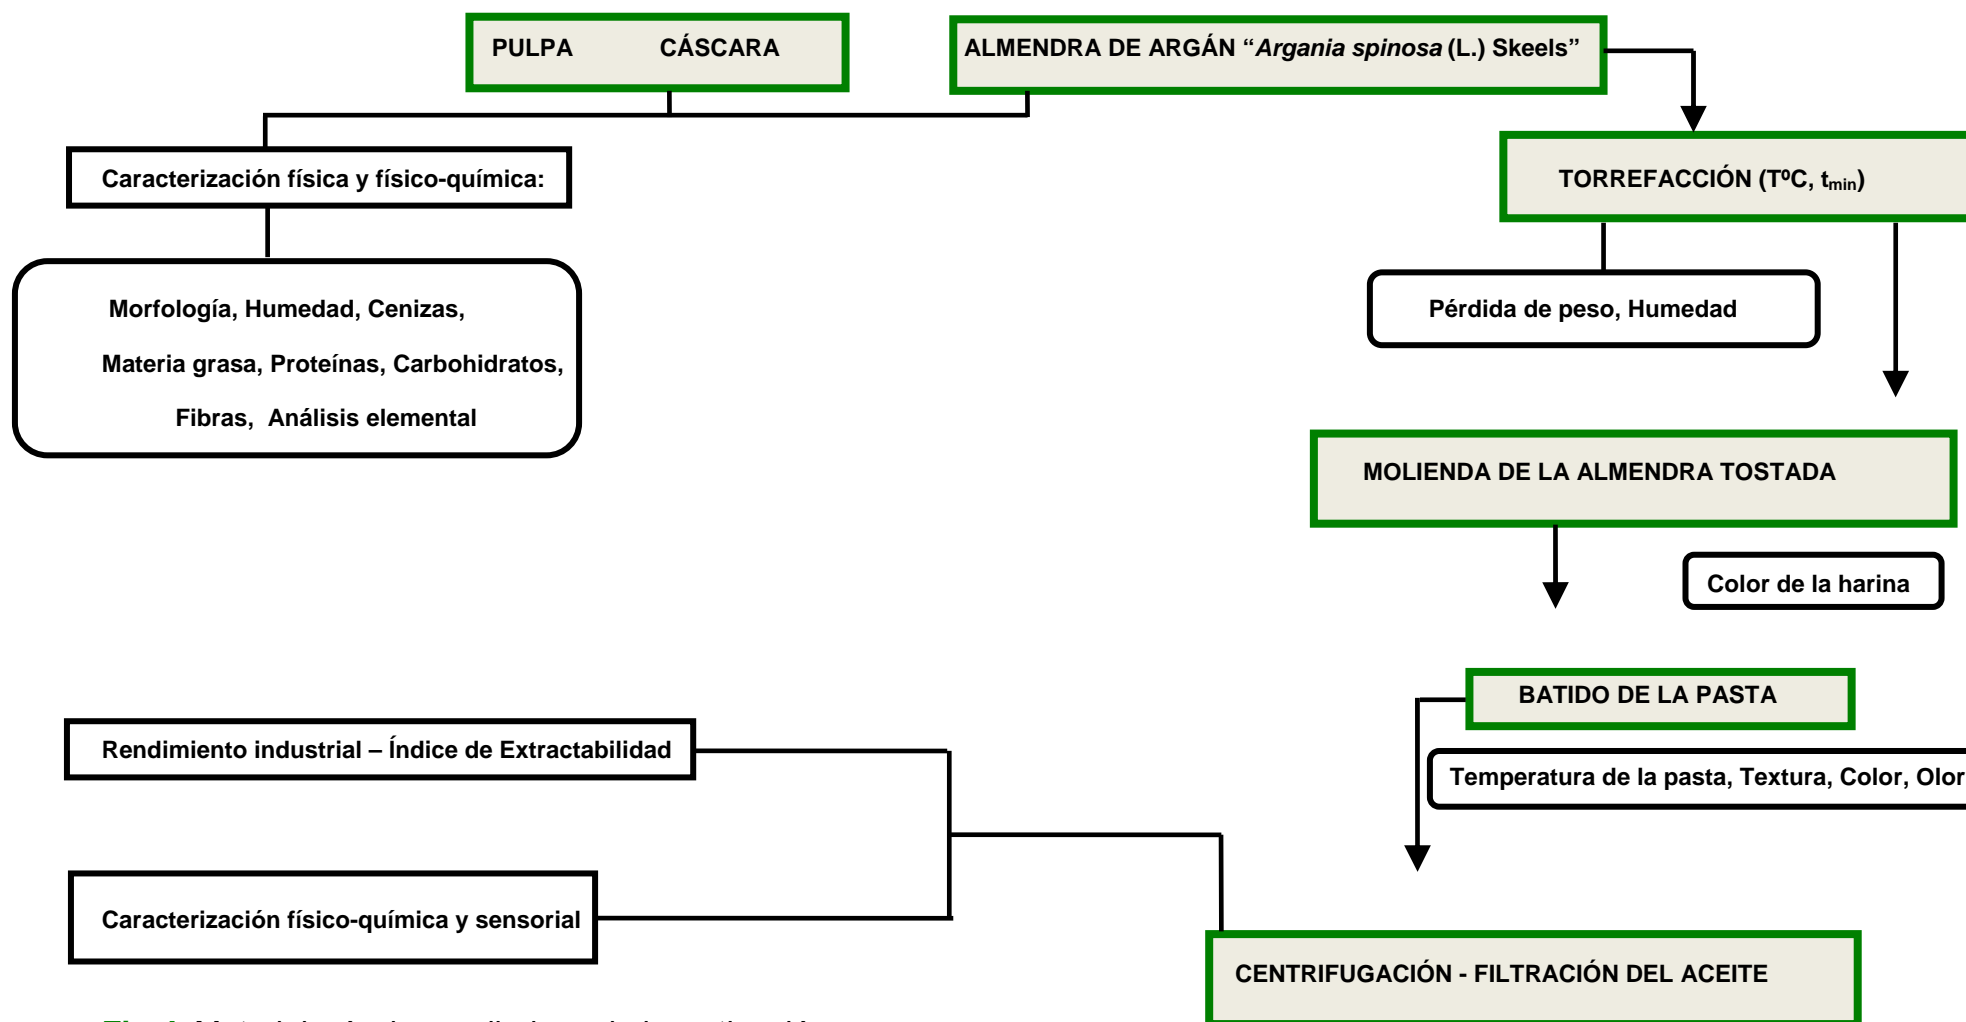 PULPA CÁSCARA
ALMENDRA DE ARGÁN “Argania spinosa (L.) Skeels”
Caracterización física y físico-química:
TORREFACCIÓN (TºC, tmin)
Morfología, Humedad, Cenizas,
Materia grasa, Proteínas, Carbohidratos,
Fibras, Análisis elemental
Pérdida de peso, Humedad
MOLIENDA DE LA ALMENDRA TOSTADA
Color de la harina
BATIDO DE LA PASTA
Temperatura de la pasta, Textura, Color, Olor
Rendimiento industrial – Índice de Extractabilidad
Caracterización físico-química y sensorial
CENTRIFUGACIÓN - FILTRACIÓN DEL ACEITE